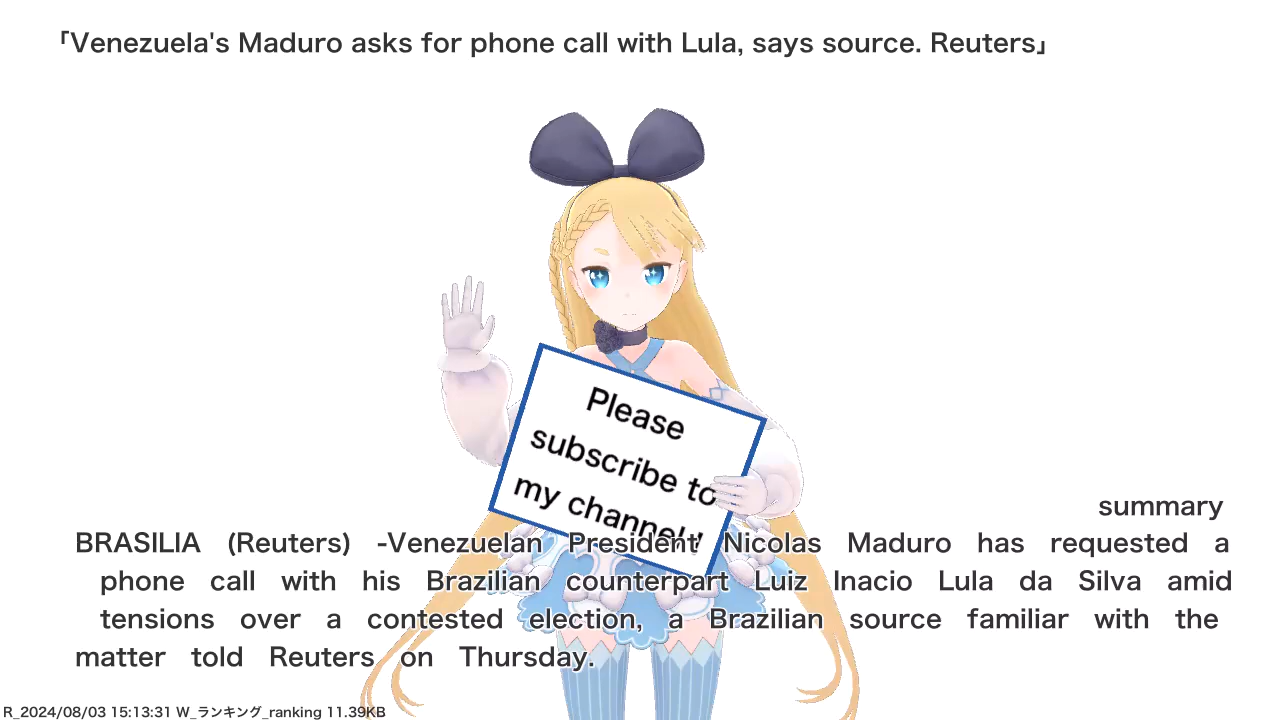 「Venezuela's Maduro asks for phone call with Lula, says source. Reuters」
Please
subscribe to
my channel!
summary
BRASILIA (Reuters) -Venezuelan President Nicolas Maduro has requested a
phone call with his Brazilian counterpart Luiz Inacio Lula da Silva amid
tensions over a contested election, a Brazilian source familiar with the
matter told Reuters on Thursday.
R_2024/08/03 15:13:31 W_ランキング_ranking 11.39KB